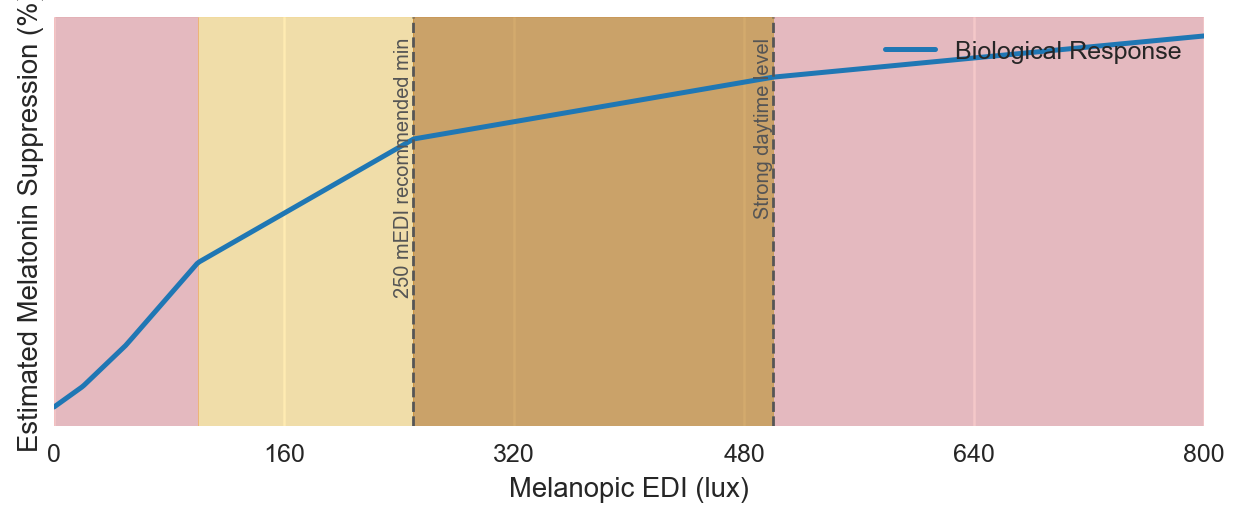 Estimated Melatonin Suppression (%)
250 mEDI recommended min
Strong daytime level
Biological Response
0 160 320 480 640 800
Melanopic EDI (lux)